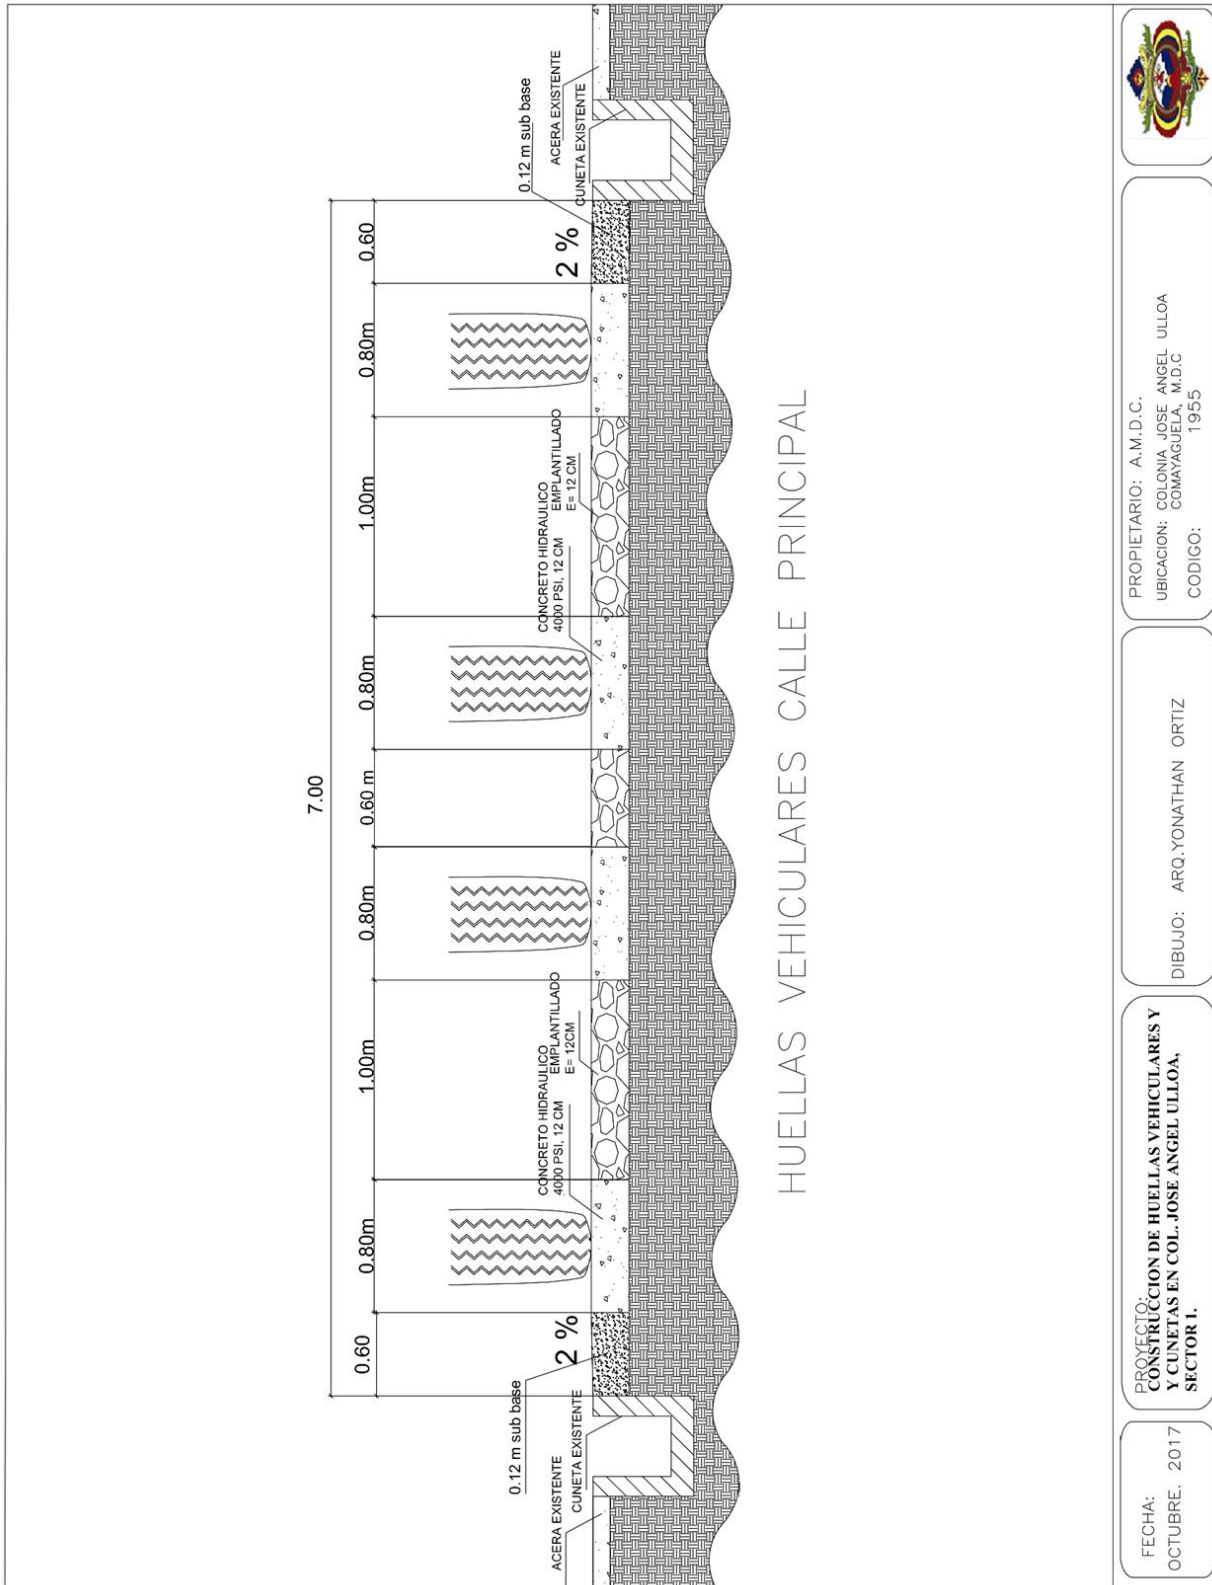 7.00
0.60
0.80m
1.00m
0.80m
0.60 m
0.80m
1.00m
0.80m
0.60
0.12 m sub base
2 %
ACERA EXISTENTE
CUNETA EXISTENTE
CONCRETO HIDRAULICO
4000 PSI, 12 CM
EMPLANTILLADO
E= 12CM
CONCRETO HIDRAULICO
4000 PSI, 12 CM
EMPLANTILLADO
E= 12 CM
2 %
0.12 m sub base
ACERA EXISTENTE
CUNETA EXISTENTE
HUELLAS VEHICULARES CALLE PRINCIPAL
FECHA:
OCTUBRE. 2017
PROYECTO:
CONSTRUCCION DE HUELLAS VEHICULARES Y
Y CUNETAS EN COL. JOSE ANGEL ULLOA,
SECTOR 1.
DIBUJO: ARQ.YONATHAN ORTIZ
PROPIETARIO: A.M.D.C.
UBICACION: COLONIA JOSE ANGEL ULLOA
COMAYAGUELA, M.D.C
CODIGO: 1955